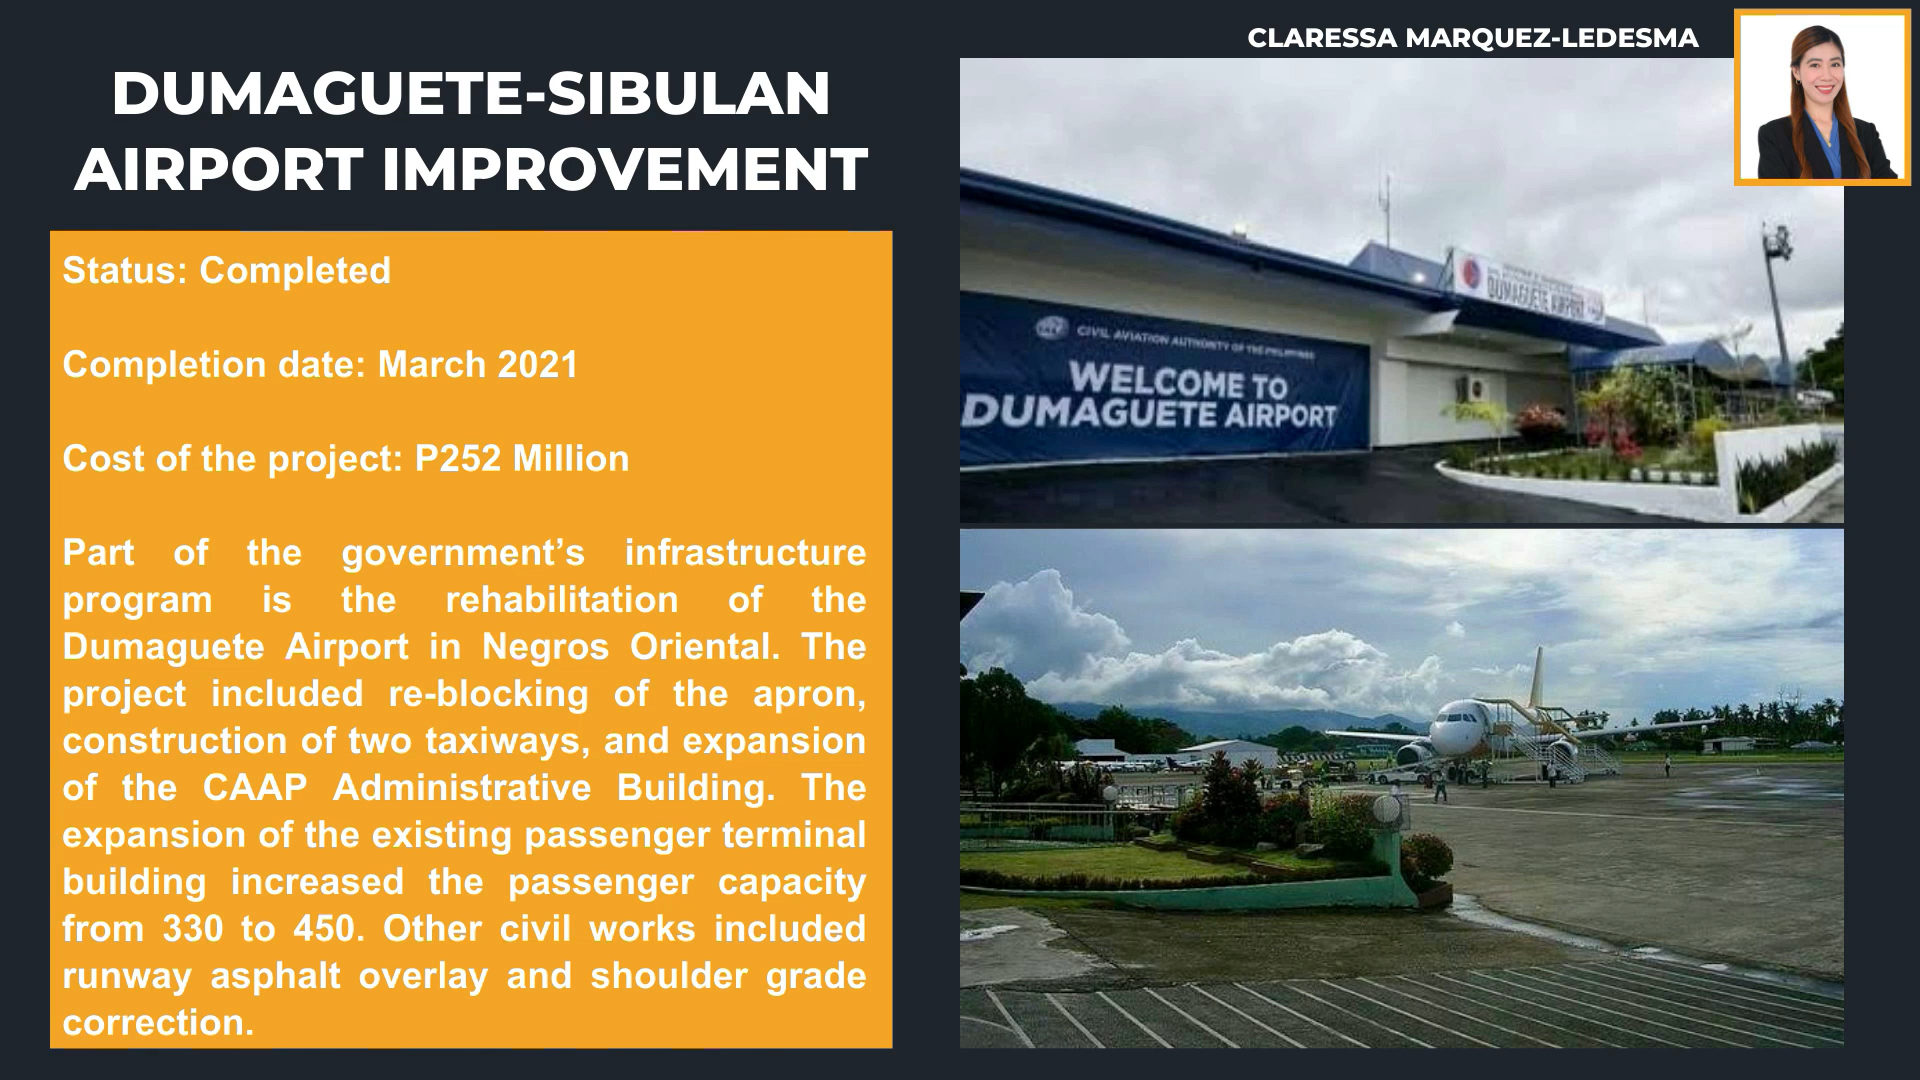 CLARESSA MARQUEZ-LEDESMA
DUMAGUETE-SIBULAN
AIRPORT IMPROVEMENT
Status: Completed
Completion date: March 2021
Cost of the project: P252 Million
Part of the government’s infrastructure
program is the rehabilitation of the
Dumaguete Airport in Negros Oriental. The
project included re-blocking of the apron,
construction of two taxiways, and expansion
of the CAAP Administrative Building. The
expansion of the existing passenger terminal
building increased the passenger capacity
from 330 to 450. Other civil works included
runway asphalt overlay and shoulder grade
correction.
DUMAGUETE AIRPORT
CIVIL AVIATION AUTHORITY OF THE PHILIPPINES
WELCOME TO
DUMAGUETE AIRPORT